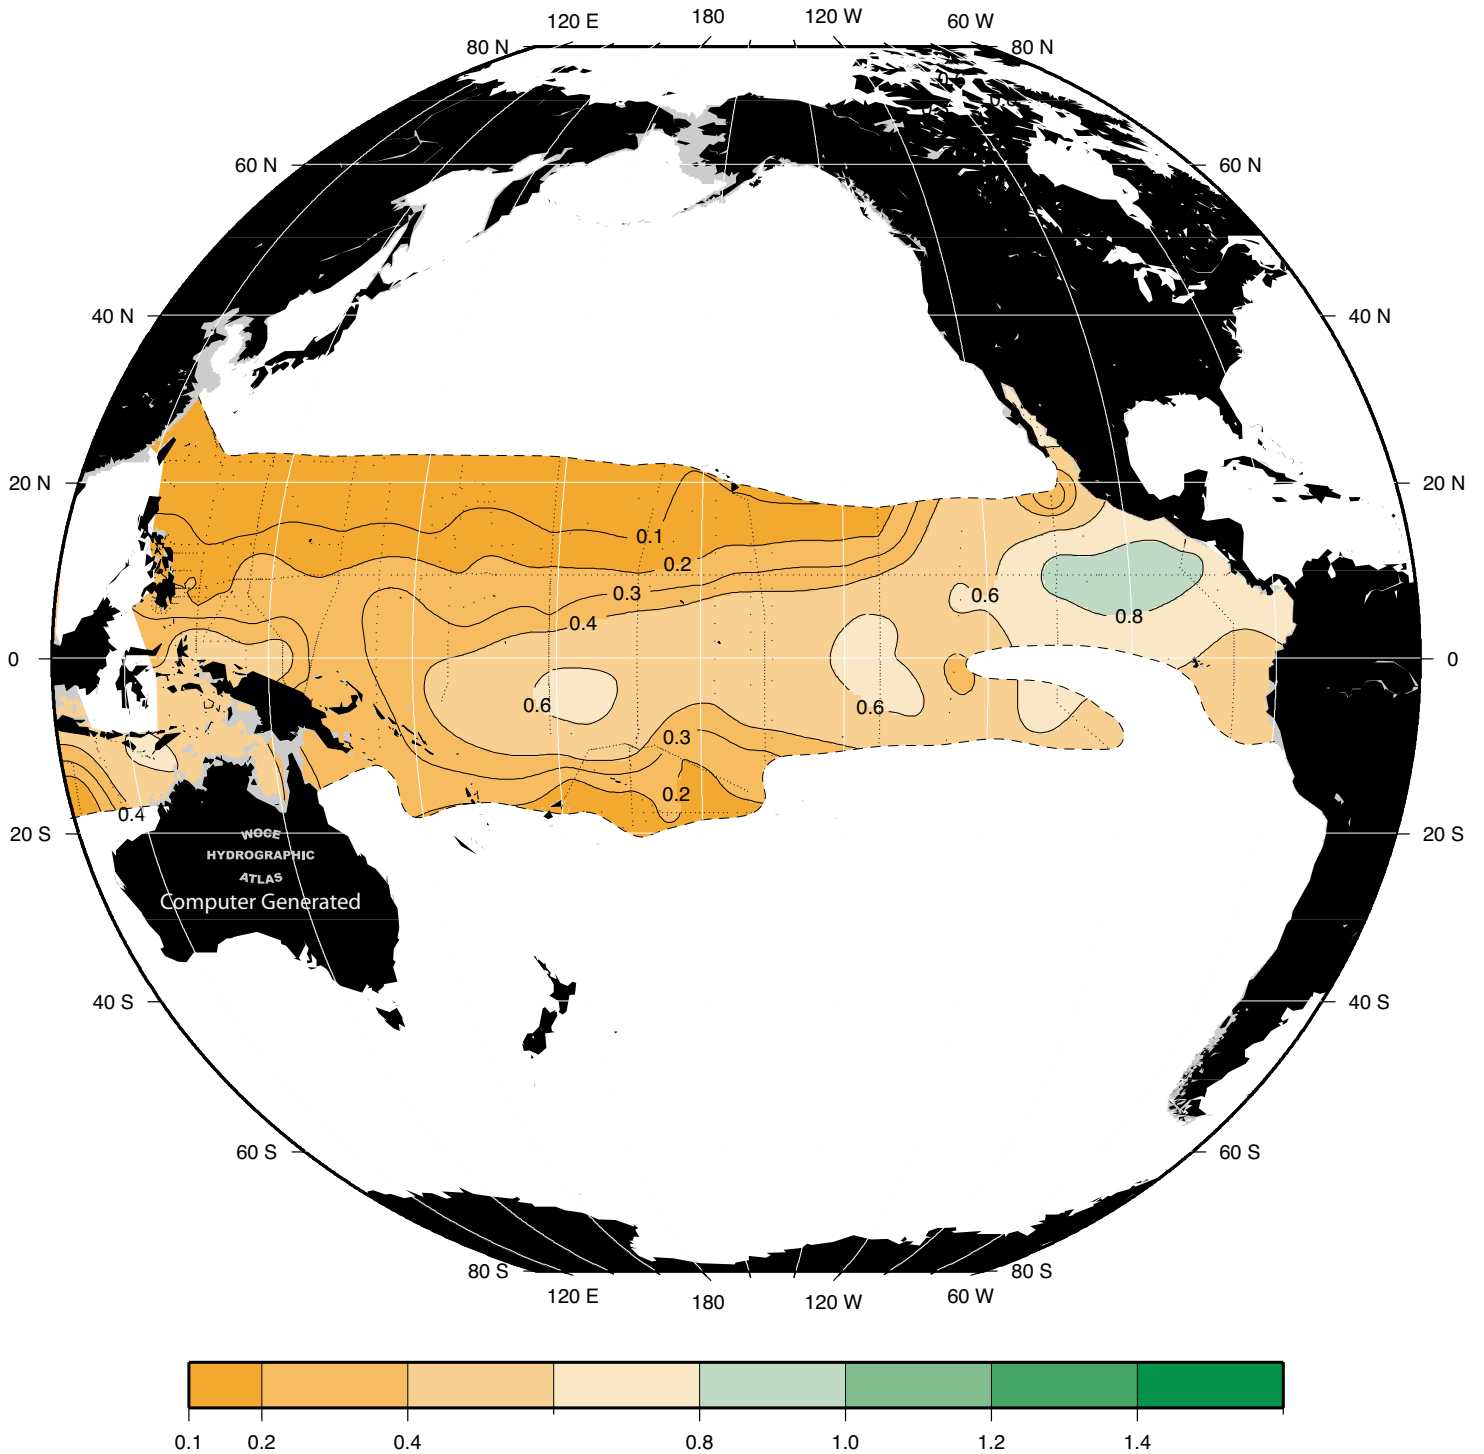 120 E 180 120 W 60 W
80 N 80 N
60 N 60 N
40 N 40 N
20 N 20 N
0.1
0.2
0.3 0.6
0.4 0.8
0 0
0.6 0.6
0.3
0.2
0.4
20 S 20 S
WOCE
HYDROGRAPHIC
ATLAS
Computer Generated
40 S 40 S
60 S 60 S
80 S 80 S
120 E 180 120 W 60 W
0.1 0.2 0.4 0.8 1.0 1.2 1.4